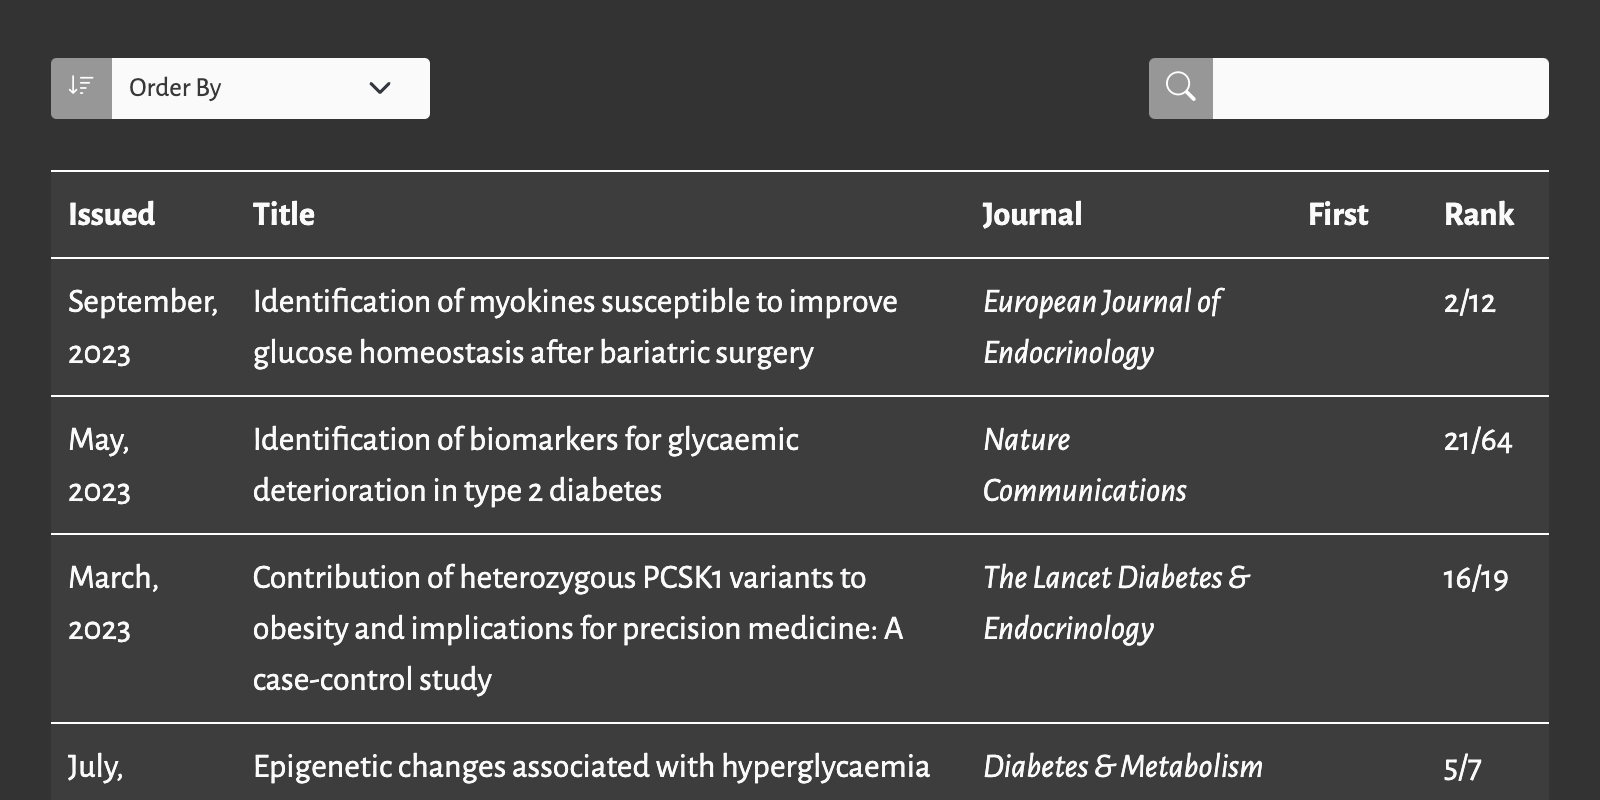 Order By
Issued Title Journal First Rank
September, Identification of myokines susceptible to improve European Journal of 2/12
2023 glucose homeostasis after bariatric surgery Endocrinology
May, Identification of biomarkers for glycaemic Nature 21/64
2023 deterioration in type 2 diabetes Communications
March, Contribution of heterozygous PCSK1 variants to The Lancet Diabetes & 16/19
2023 obesity and implications for precision medicine: A Endocrinology
case-control study
July, Epigenetic changes associated with hyperglycaemia Diabetes & Metabolism 5/7